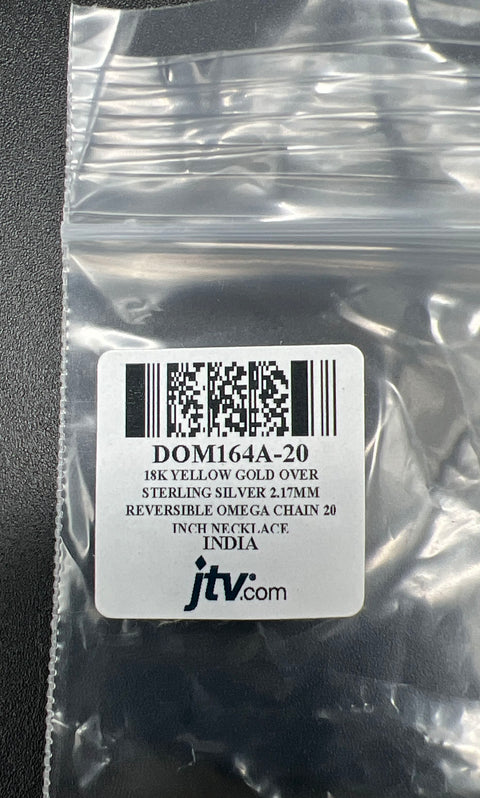 DOM164A-20
18K YELLOW GOLD OVER
STERLING SILVER 2.17MM
REVERSIBLE OMEGA CHAIN 20
INCH NECKLACE
INDIA
jtv.com